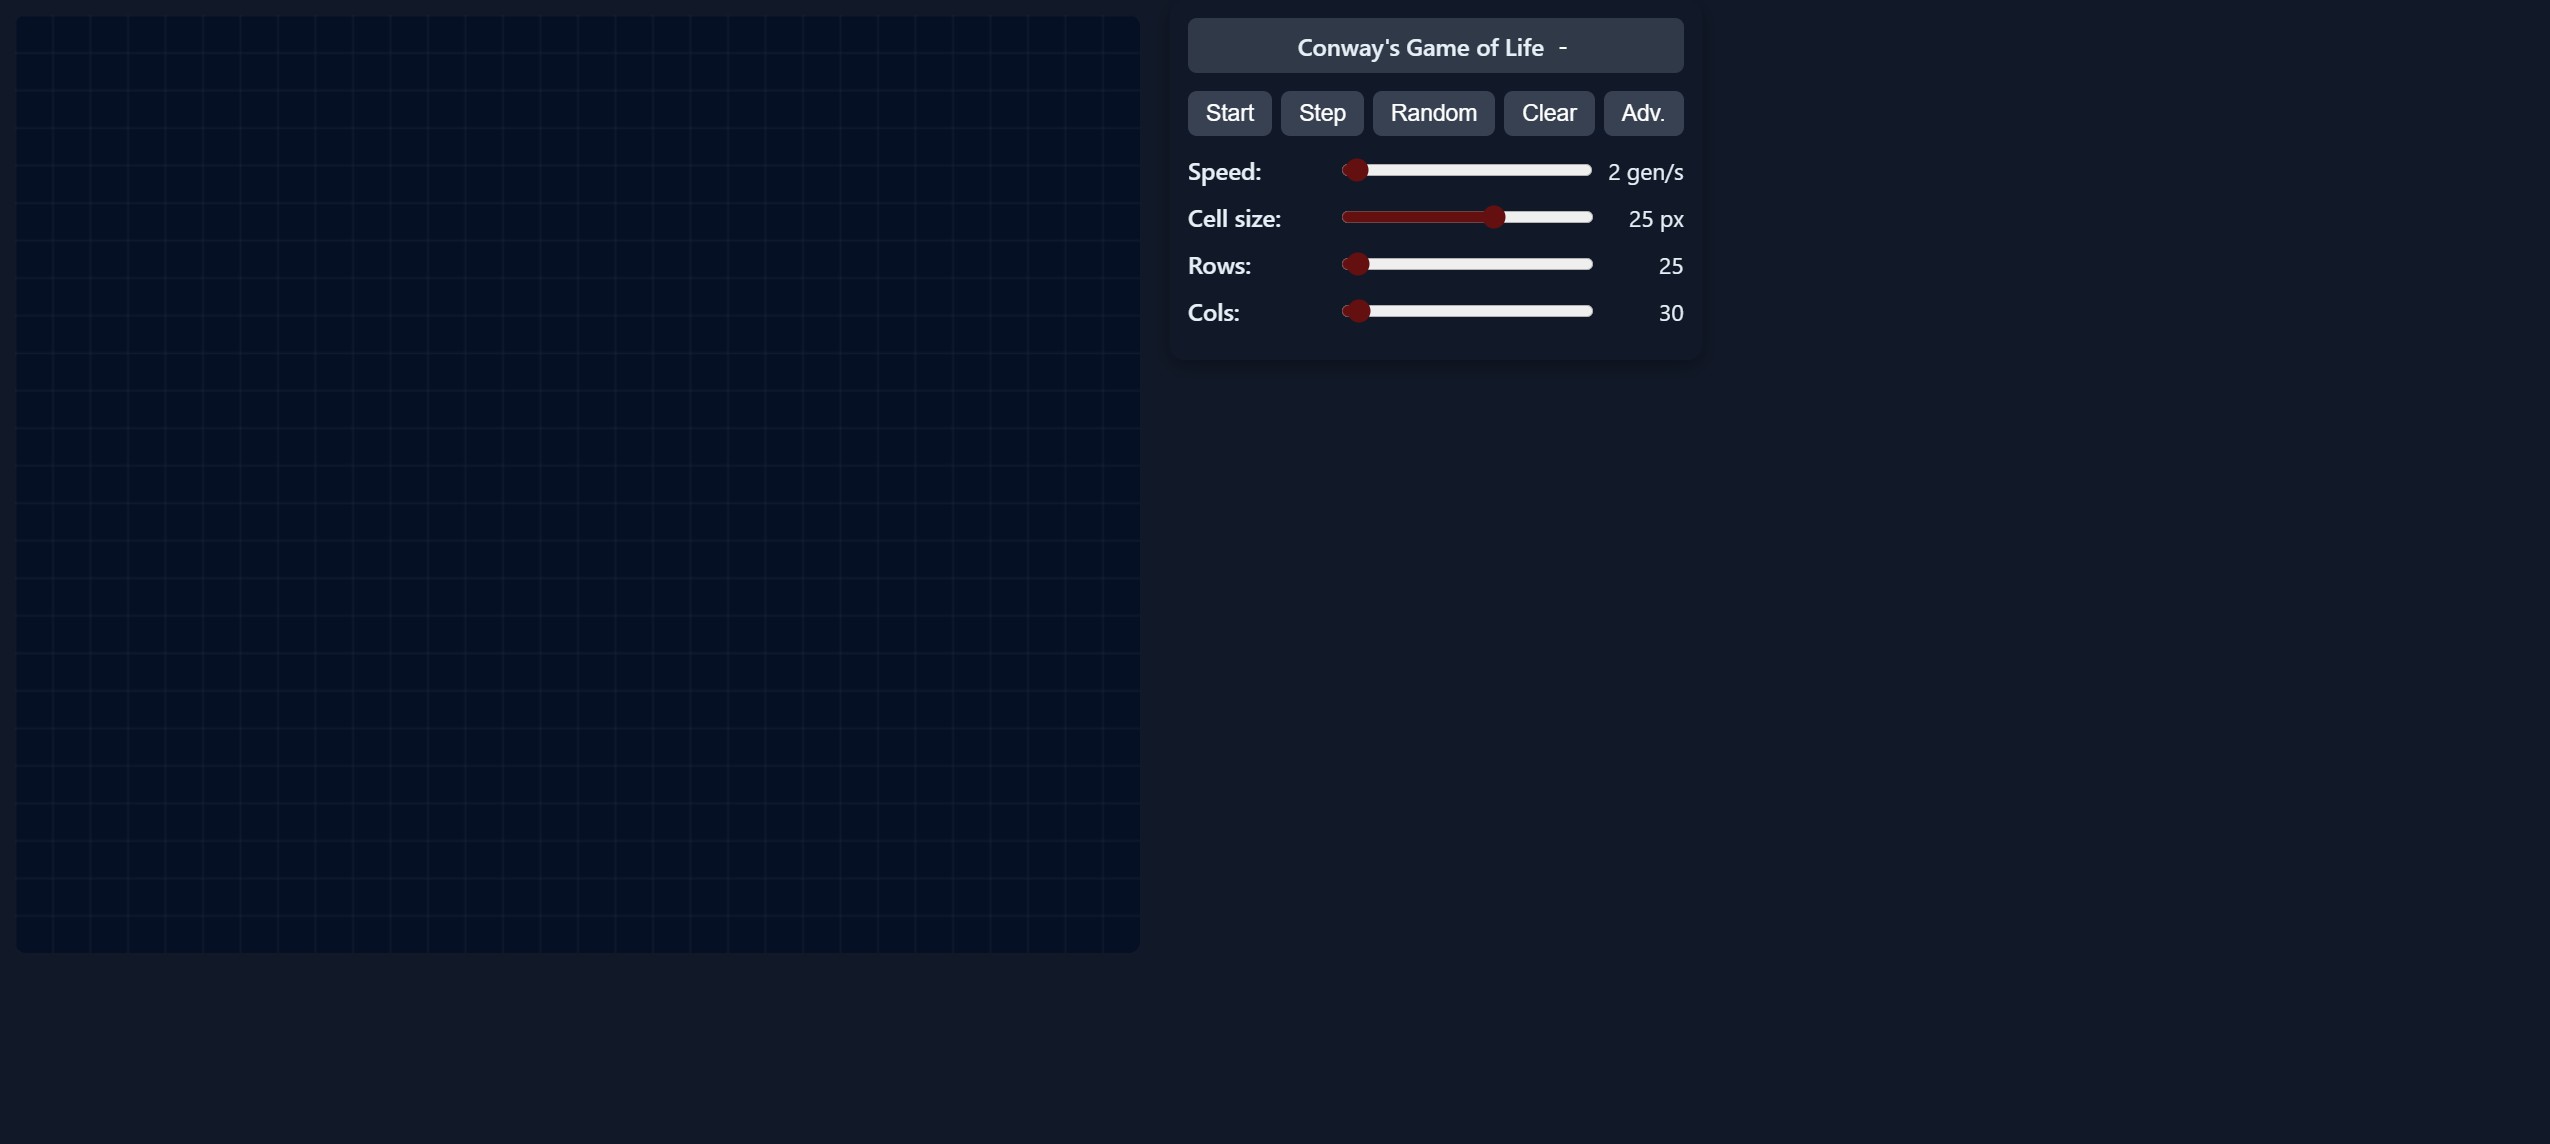 Conway's Game of Life -
Start Step Random Clear Adv.
Speed: 2 gen/s
Cell size: 25 px
Rows: 25
Cols: 30